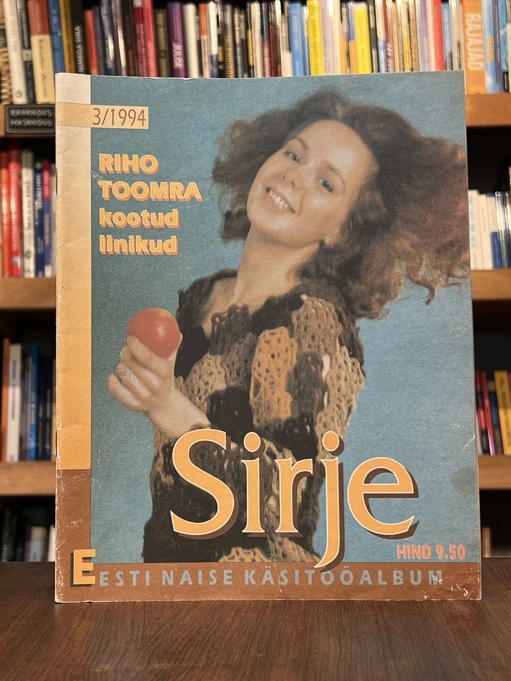 3/1994
RIHO
TOOMRA
kootud
linikud
Sirje
HIND 9.50
EESTI NAISE KÄSITÖÖALBUM